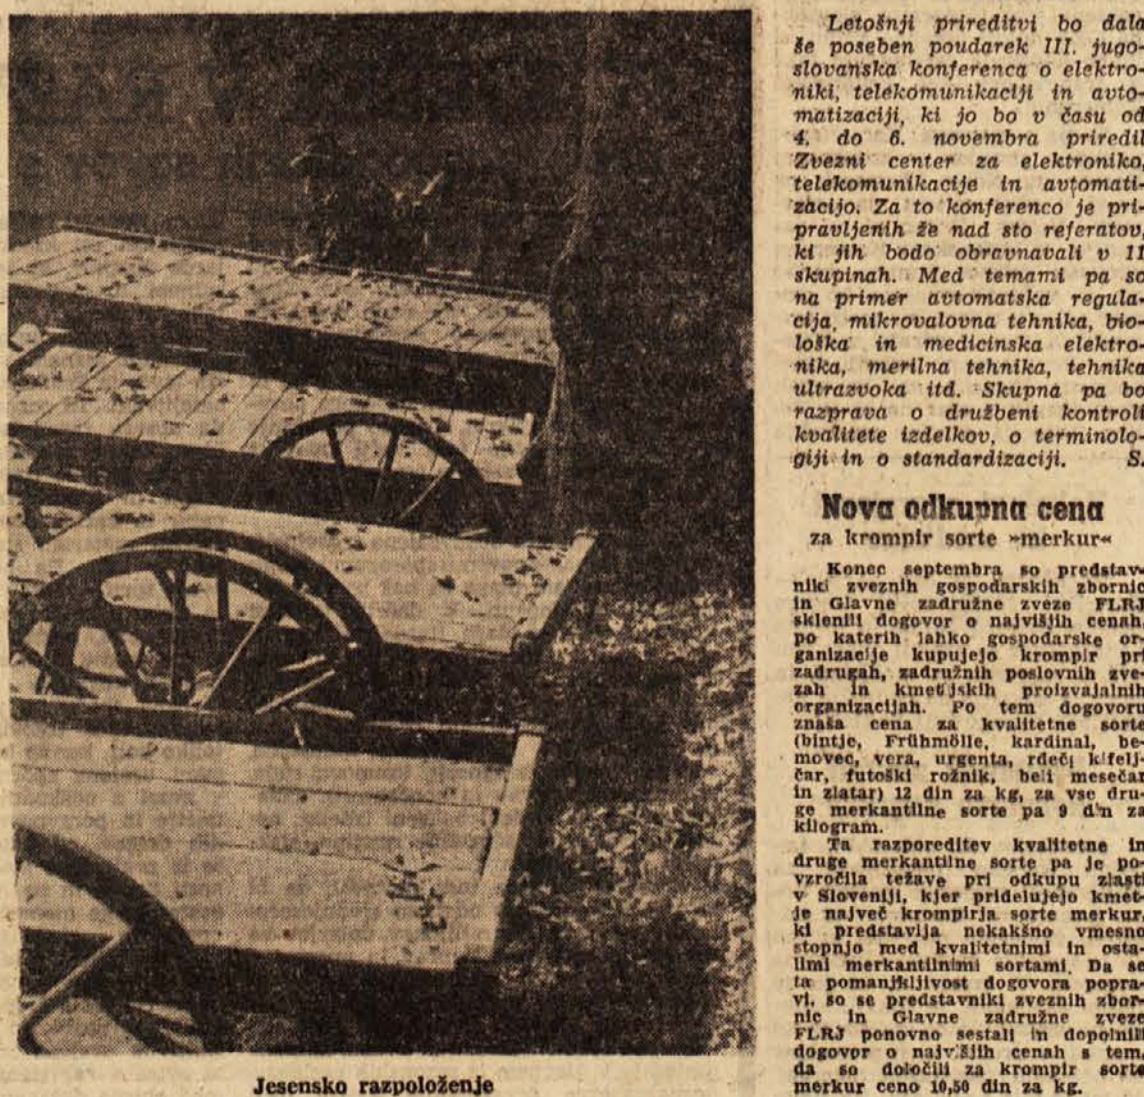 Jesensko razpoloženje
Letošnji prireditvi bo dala
še poseben poudarek III. jugo-
slovanska konferenca o elektro-
niki, telekomunikaciji in avto-
matizaciji, ki jo bo v času od
4. do 6. novembra priredil
Zvezni center za elektroniko,
telekomunikacije in avtomati-
zacijo. Za to konferenco je pri-
pravljenih že nad sto referatov,
ki jih bodo obravnavali v 11
skupinah. Med temami pa so
na primer avtomatska regula-
cija, mikrovalovna tehnika, bio-
loška in medicinska elektro-
nika, merilna tehnika, tehnika
ultrazvoka itd. Skupna pa bo
razprava o družbeni kontroli
kvalitete izdelkov, o terminolo-
giji in o standardizaciji. S.
Nova odkupna cena
za krompir sorte »merkur«
Konec septembra so predstav-
niki zveznih gospodarskih zbornic
in Glavne zadružne zveze FLRJ
sklenili dogovor o najvišjih cenah,
po katerih lahko gospodarske or-
ganizacije kupujejo krompir pri
zadrugah, zadružnih poslovnih zve-
zah in kmetijskih proizvajalnih
organizacijah. Po tem dogovoru
znaša cena za kvalitetne sorte
(bintje, Frühmölle, kardinal, be-
movec, vera, urgenta, rdeči kifelj-
čar, futoški rožnik, beli mesečar
in zlatar) 12 din za kg, za vse dru-
ge merkantilne sorte pa 9 din za
kilogram.
Ta razporeditev kvalitetne in
druge merkantilne sorte pa je po-
vzročila težave pri odkupu zlasti
v Sloveniji, kjer pridelujejo kmet-
je največ krompirja sorte merkur,
ki predstavlja nekakšno vmesno
stopnjo med kvalitetnimi in osta-
limi merkantilnimi sortami. Da se
ta pomanjkljivost dogovora popra-
vi, so se predstavniki zveznih zbor-
nic in Glavne zadružne zveze
FLRJ ponovno sestali in dopolnili
dogovor o najvišjih cenah s tem,
da so določili za krompir sorte
merkur ceno 10,50 din za kg.